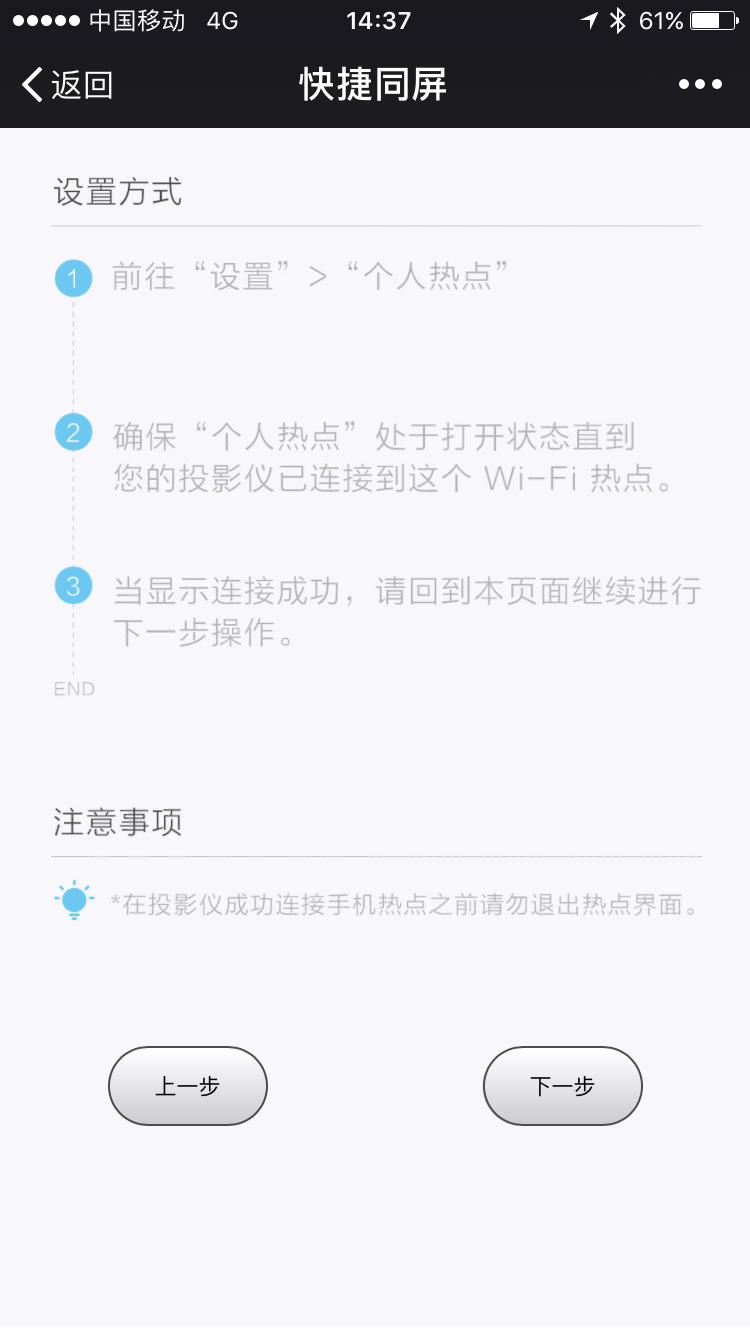 中国移动 4G 14:37 61%
返回 快捷同屏
设置方式
1 前往“设置” > “个人热点”
2 确保“个人热点”处于打开状态直到
您的投影仪已连接到这个 Wi-Fi 热点。
3 当显示连接成功，请回到本页面继续进行
下一步操作。
END
注意事项
*在投影仪成功连接手机热点之前请勿退出热点界面。
上一步 下一步